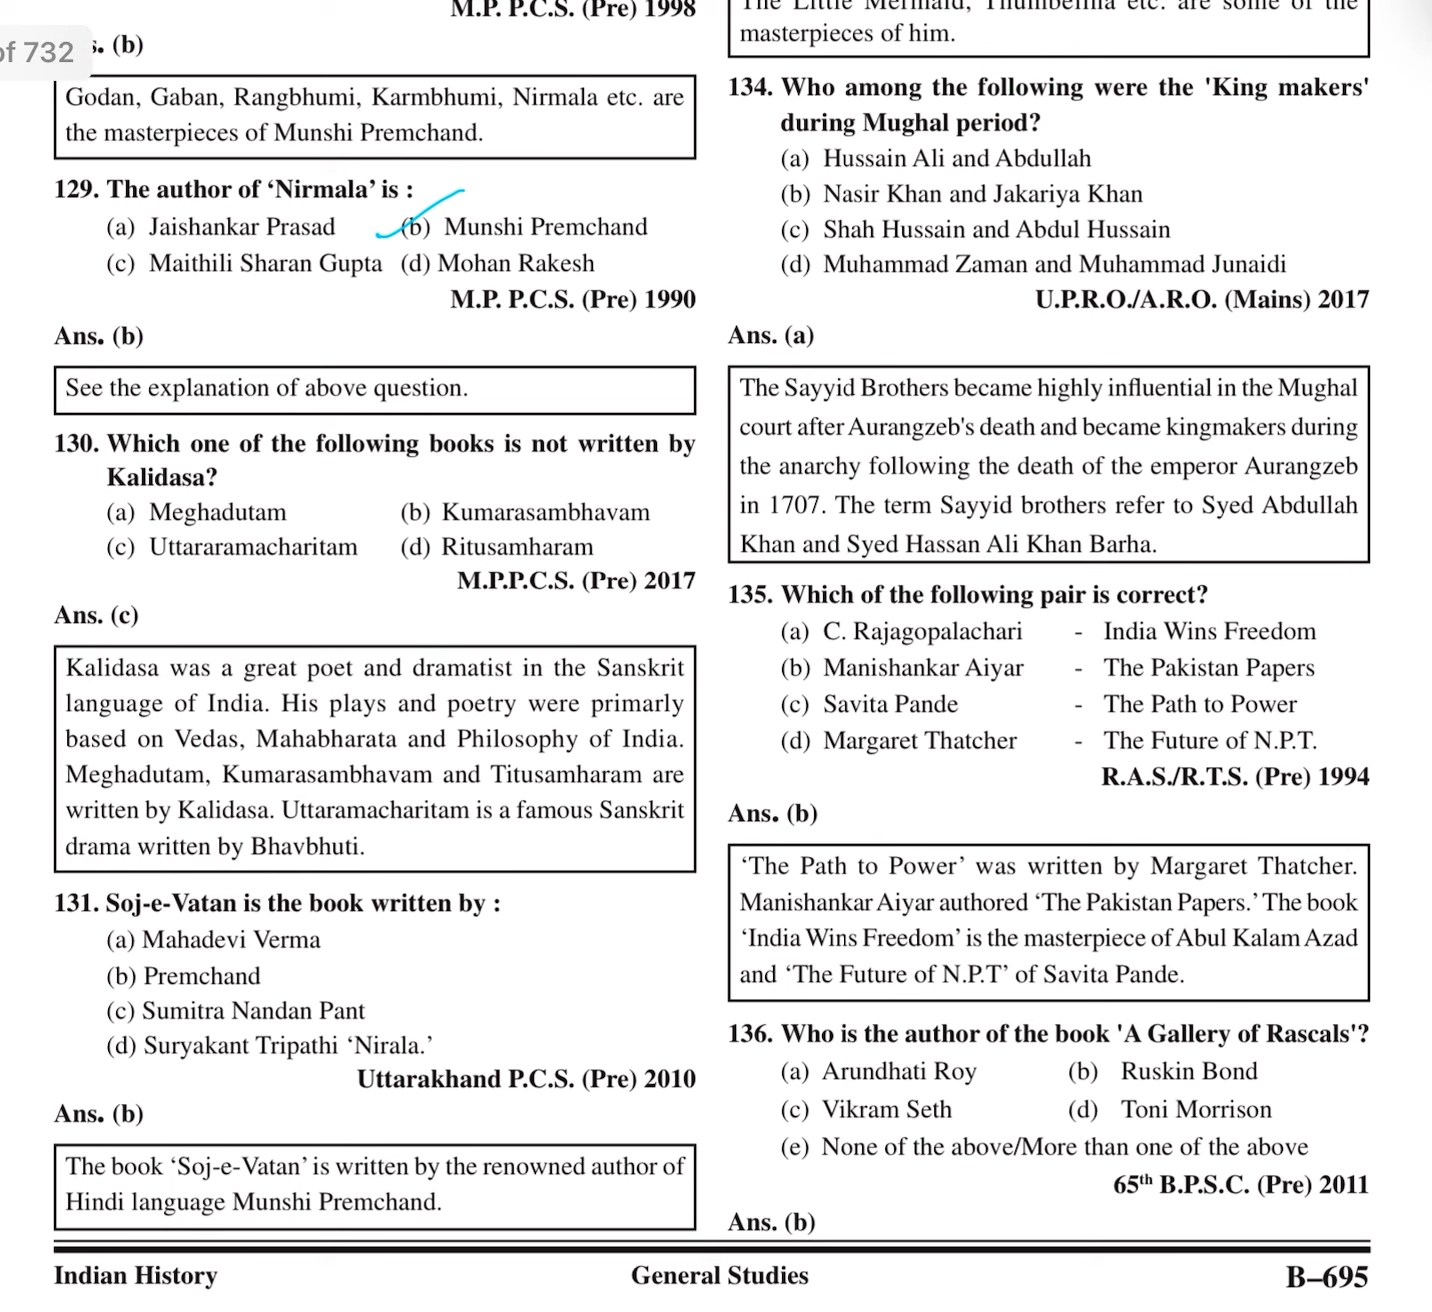 M.P. P.C.S. (Pre) 1998
of 732
s. (b)
Godan, Gaban, Rangbhumi, Karmbhumi, Nirmala etc. are
the masterpieces of Munshi Premchand.
129. The author of ‘Nirmala’ is :
(a) Jaishankar Prasad (b) Munshi Premchand
(c) Maithili Sharan Gupta (d) Mohan Rakesh
M.P. P.C.S. (Pre) 1990
Ans. (b)
See the explanation of above question.
130. Which one of the following books is not written by
Kalidasa?
(a) Meghadutam (b) Kumarasambhavam
(c) Uttararamacharitam (d) Ritusamharam
M.P.P.C.S. (Pre) 2017
Ans. (c)
Kalidasa was a great poet and dramatist in the Sanskrit
language of India. His plays and poetry were primarly
based on Vedas, Mahabharata and Philosophy of India.
Meghadutam, Kumarasambhavam and Titusamharam are
written by Kalidasa. Uttaramacharitam is a famous Sanskrit
drama written by Bhavbhuti.
131. Soj-e-Vatan is the book written by :
(a) Mahadevi Verma
(b) Premchand
(c) Sumitra Nandan Pant
(d) Suryakant Tripathi ‘Nirala.’
Uttarakhand P.C.S. (Pre) 2010
Ans. (b)
The book ‘Soj-e-Vatan’ is written by the renowned author of
Hindi language Munshi Premchand.
The Little Mermaid, Thumbelina etc. are some of the
masterpieces of him.
134. Who among the following were the 'King makers'
during Mughal period?
(a) Hussain Ali and Abdullah
(b) Nasir Khan and Jakariya Khan
(c) Shah Hussain and Abdul Hussain
(d) Muhammad Zaman and Muhammad Junaidi
U.P.R.O./A.R.O. (Mains) 2017
Ans. (a)
The Sayyid Brothers became highly influential in the Mughal
court after Aurangzeb's death and became kingmakers during
the anarchy following the death of the emperor Aurangzeb
in 1707. The term Sayyid brothers refer to Syed Abdullah
Khan and Syed Hassan Ali Khan Barha.
135. Which of the following pair is correct?
(a) C. Rajagopalachari - India Wins Freedom
(b) Manishankar Aiyar - The Pakistan Papers
(c) Savita Pande - The Path to Power
(d) Margaret Thatcher - The Future of N.P.T.
R.A.S./R.T.S. (Pre) 1994
Ans. (b)
‘The Path to Power’ was written by Margaret Thatcher.
Manishankar Aiyar authored ‘The Pakistan Papers.’ The book
‘India Wins Freedom’ is the masterpiece of Abul Kalam Azad
and ‘The Future of N.P.T’ of Savita Pande.
136. Who is the author of the book 'A Gallery of Rascals'?
(a) Arundhati Roy (b) Ruskin Bond
(c) Vikram Seth (d) Toni Morrison
(e) None of the above/More than one of the above
65th B.P.S.C. (Pre) 2011
Ans. (b)
Indian History General Studies B–695